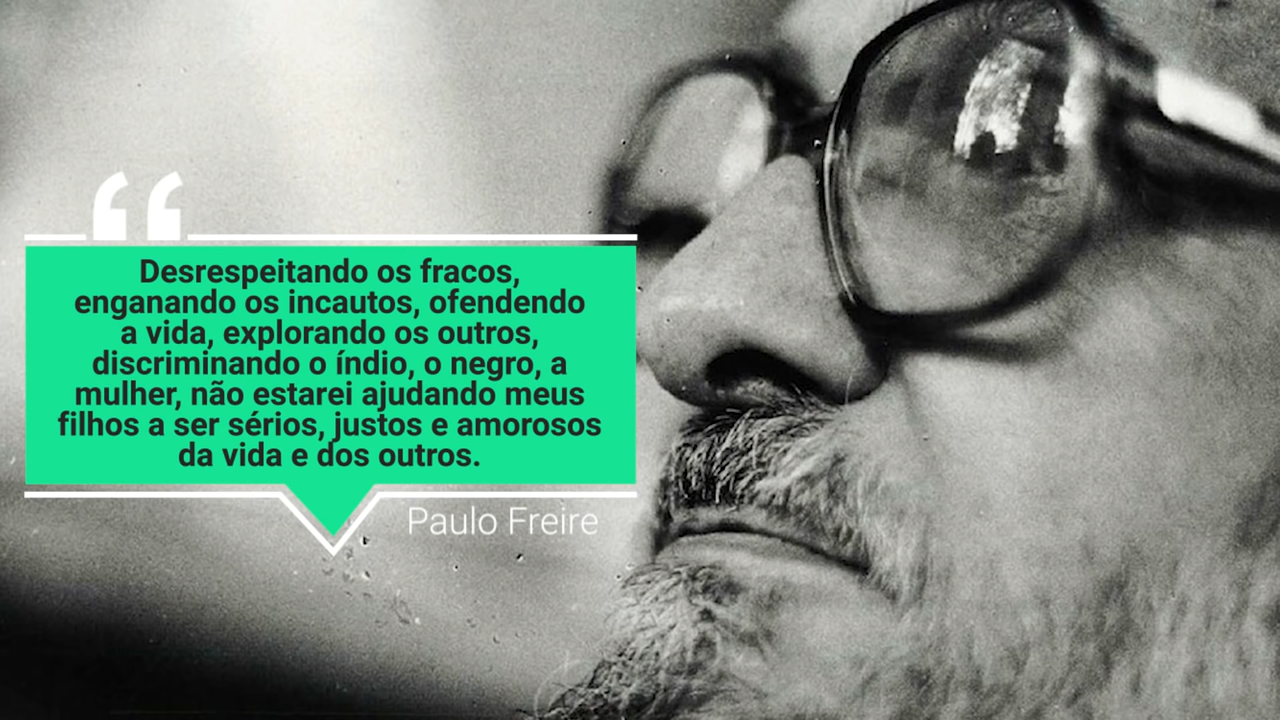 “
Desrespeitando os fracos,
enganando os incautos, ofendendo
a vida, explorando os outros,
discriminando o índio, o negro, a
mulher, não estarei ajudando meus
filhos a ser sérios, justos e amorosos
da vida e dos outros.
Paulo Freire